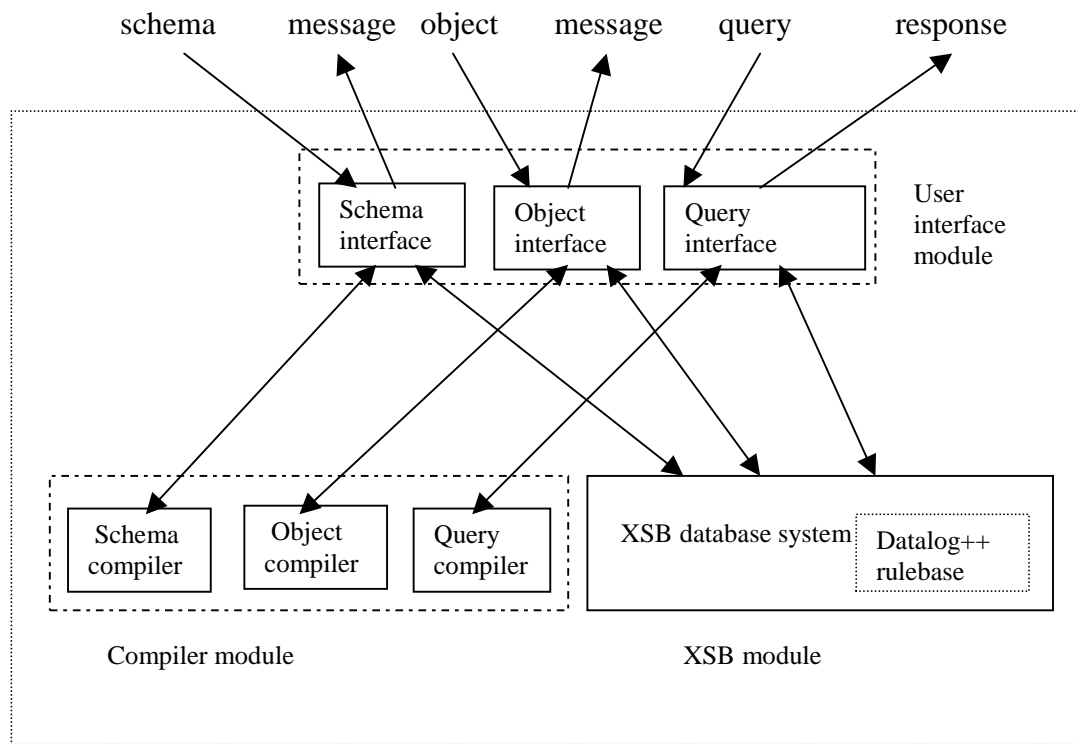 schema message object message query response
Schema
interface
Object
interface
Query
interface
User
interface
module
Schema
compiler
Object
compiler
Query
compiler
XSB database system
Datalog++
rulebase
Compiler module
XSB module